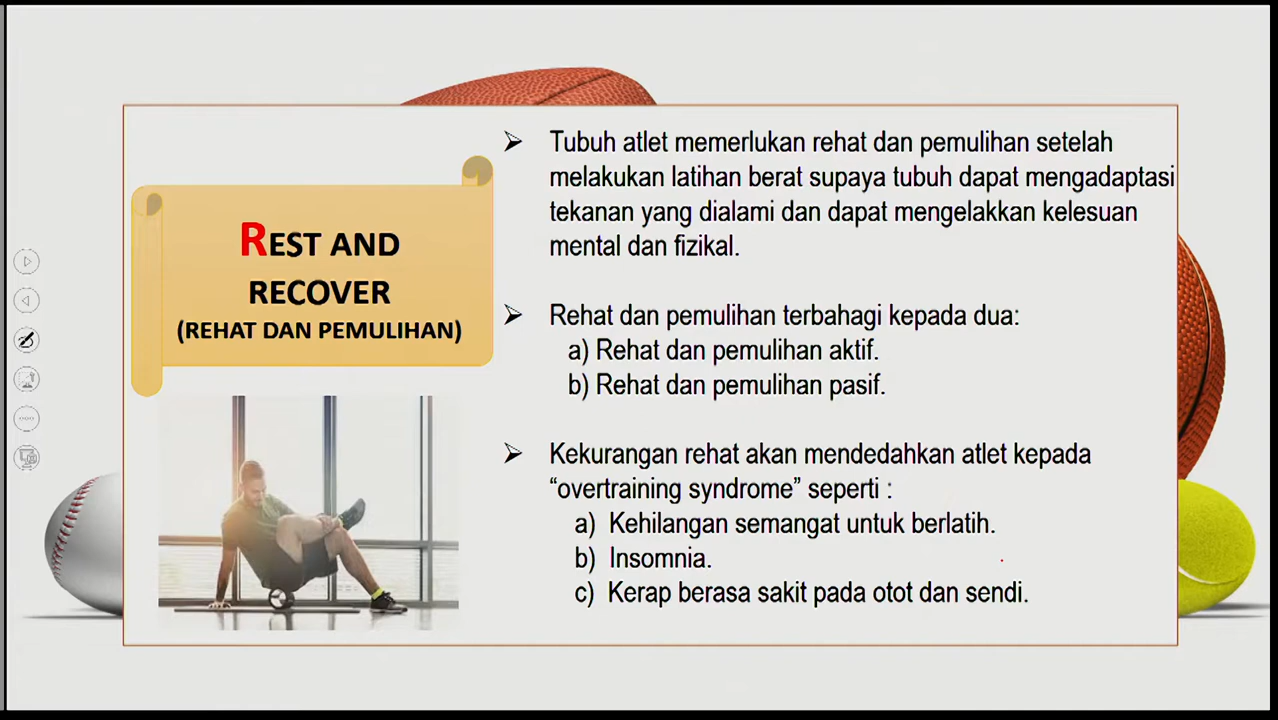 REST AND
RECOVER
(REHAT DAN PEMULIHAN)
➢ Tubuh atlet memerlukan rehat dan pemulihan setelah
melakukan latihan berat supaya tubuh dapat mengadaptasi
tekanan yang dialami dan dapat mengelakkan kelesuan
mental dan fizikal.
➢ Rehat dan pemulihan terbahagi kepada dua:
a) Rehat dan pemulihan aktif.
b) Rehat dan pemulihan pasif.
➢ Kekurangan rehat akan mendedahkan atlet kepada
“overtraining syndrome” seperti :
a) Kehilangan semangat untuk berlatih.
b) Insomnia.
c) Kerap berasa sakit pada otot dan sendi.